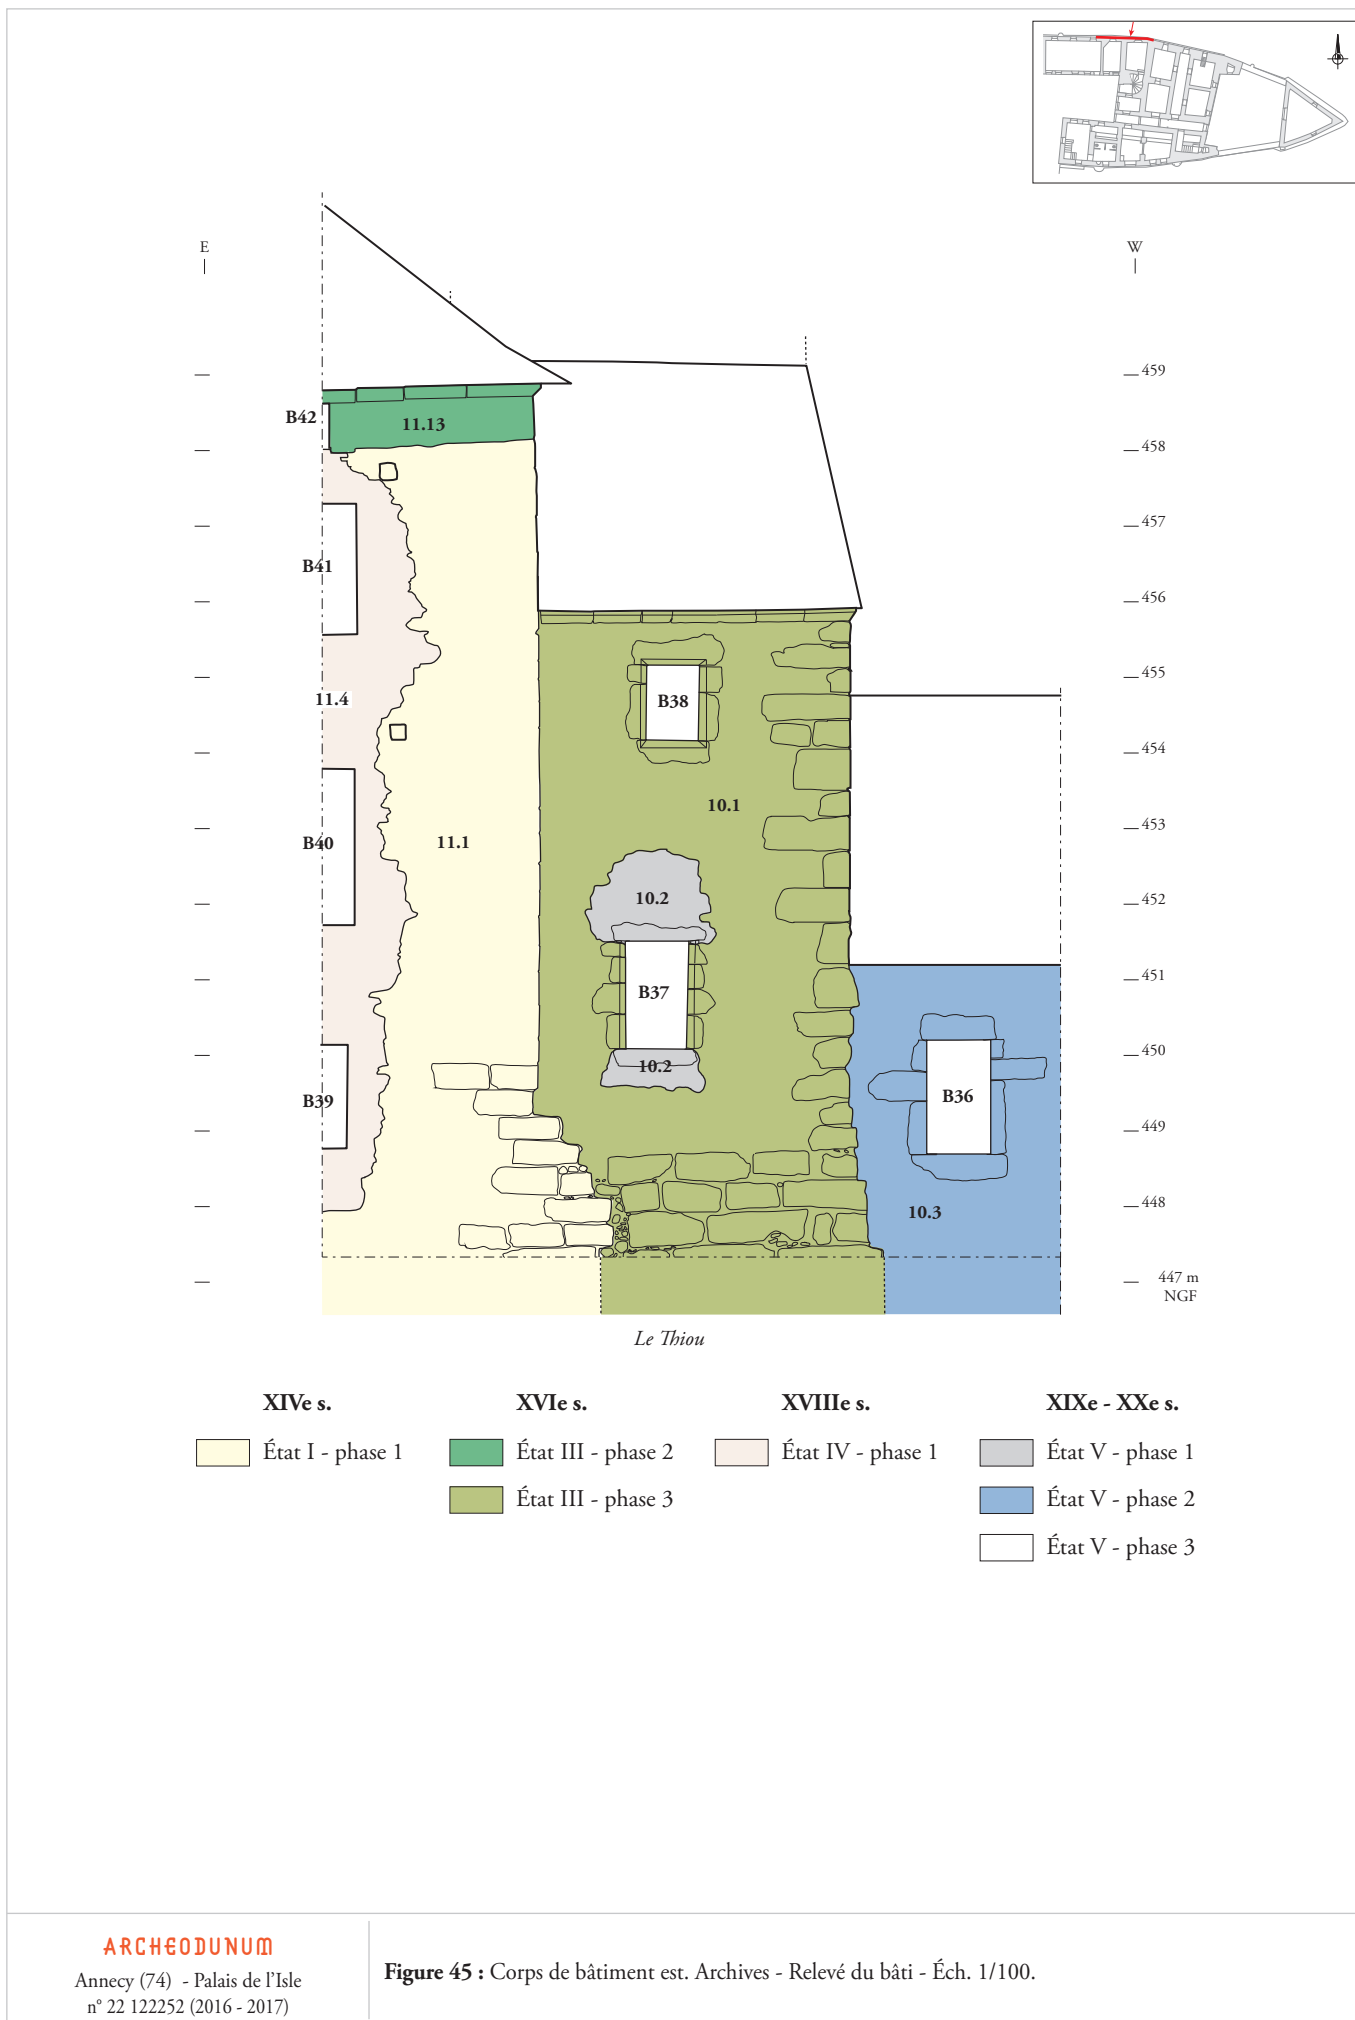 E
W
459
B42
11.13
458
457
B41
456
455
11.4
B38
454
10.1
453
B40
11.1
10.2
452
451
B37
450
10.2
B39
B36
449
448
10.3
447 m
NGF
Le Thiou
XIVe s.
XVIe s.
XVIIIe s.
XIXe - XXe s.
État I - phase 1
État III - phase 2
État IV - phase 1
État V - phase 1
État III - phase 3
État V - phase 2
État V - phase 3
ARCHEODUNUM
Annecy (74) - Palais de l'Isle
n° 22 122252 (2016 - 2017)
Figure 45 : Corps de bâtiment est. Archives - Relevé du bâti - Éch. 1/100.